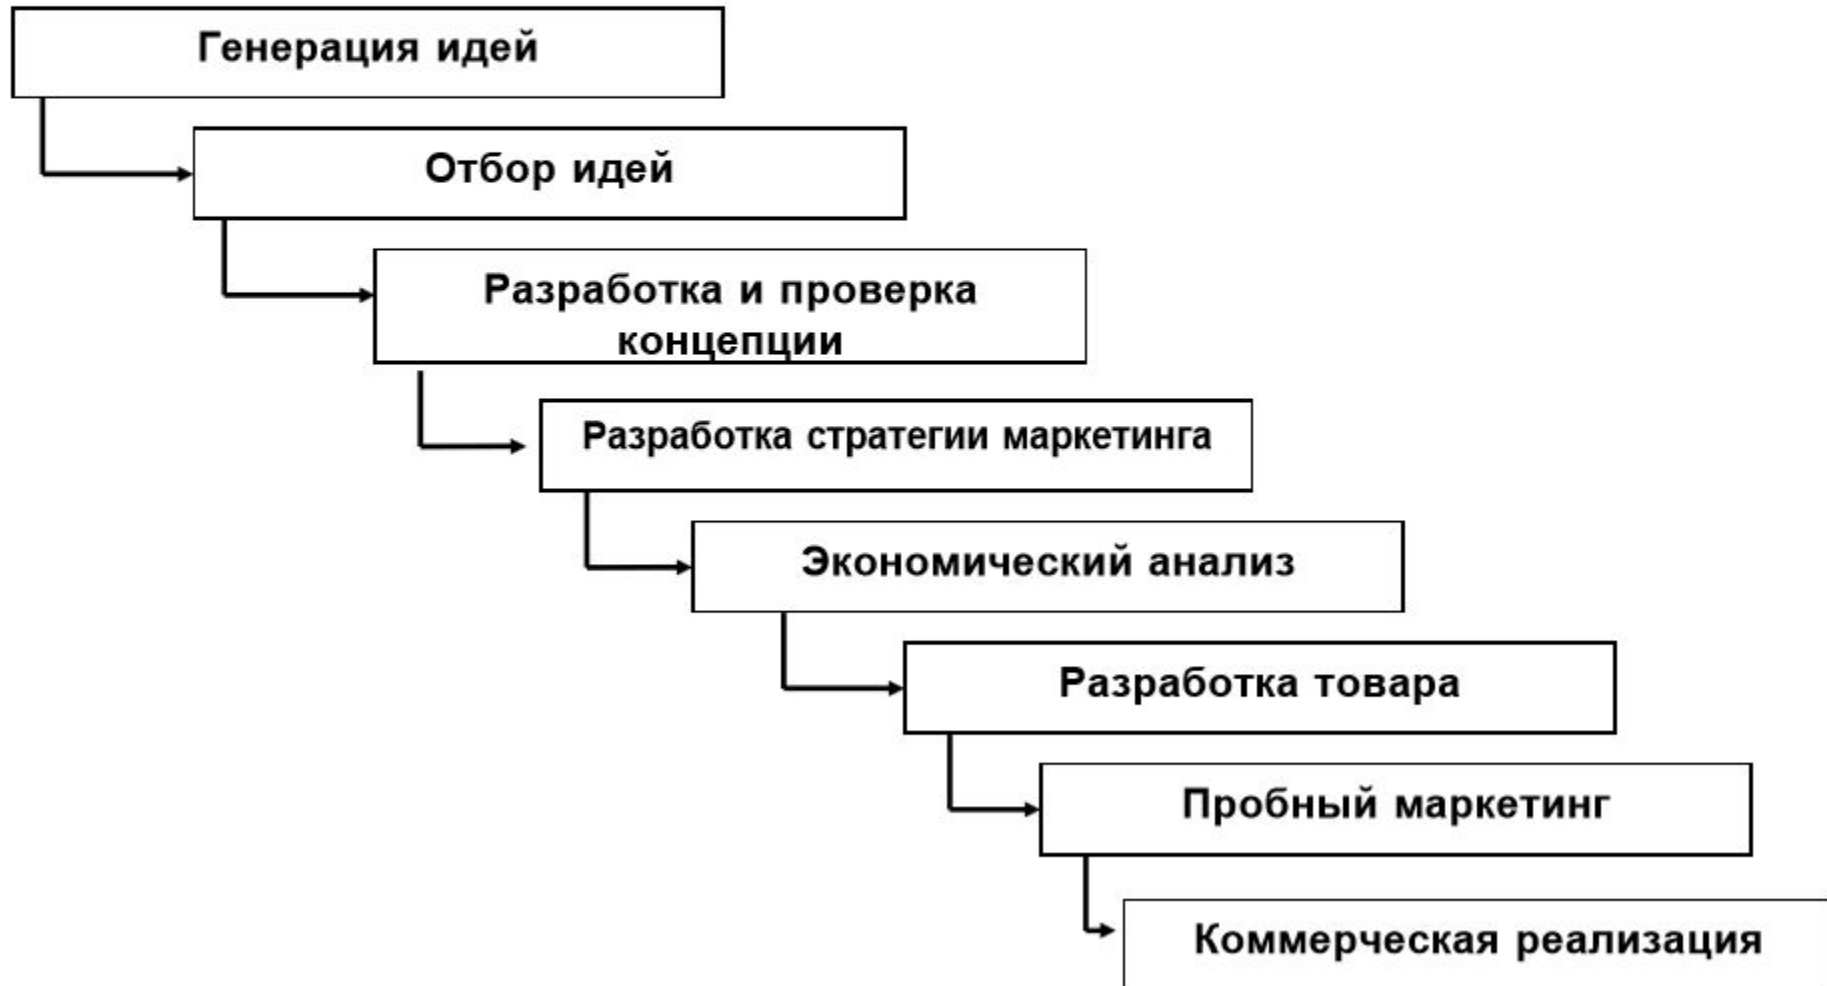 Генерация идей
Отбор идей
Разработка и проверка
концепции
Разработка стратегии маркетинга
Экономический анализ
Разработка товара
Пробный маркетинг
Коммерческая реализация